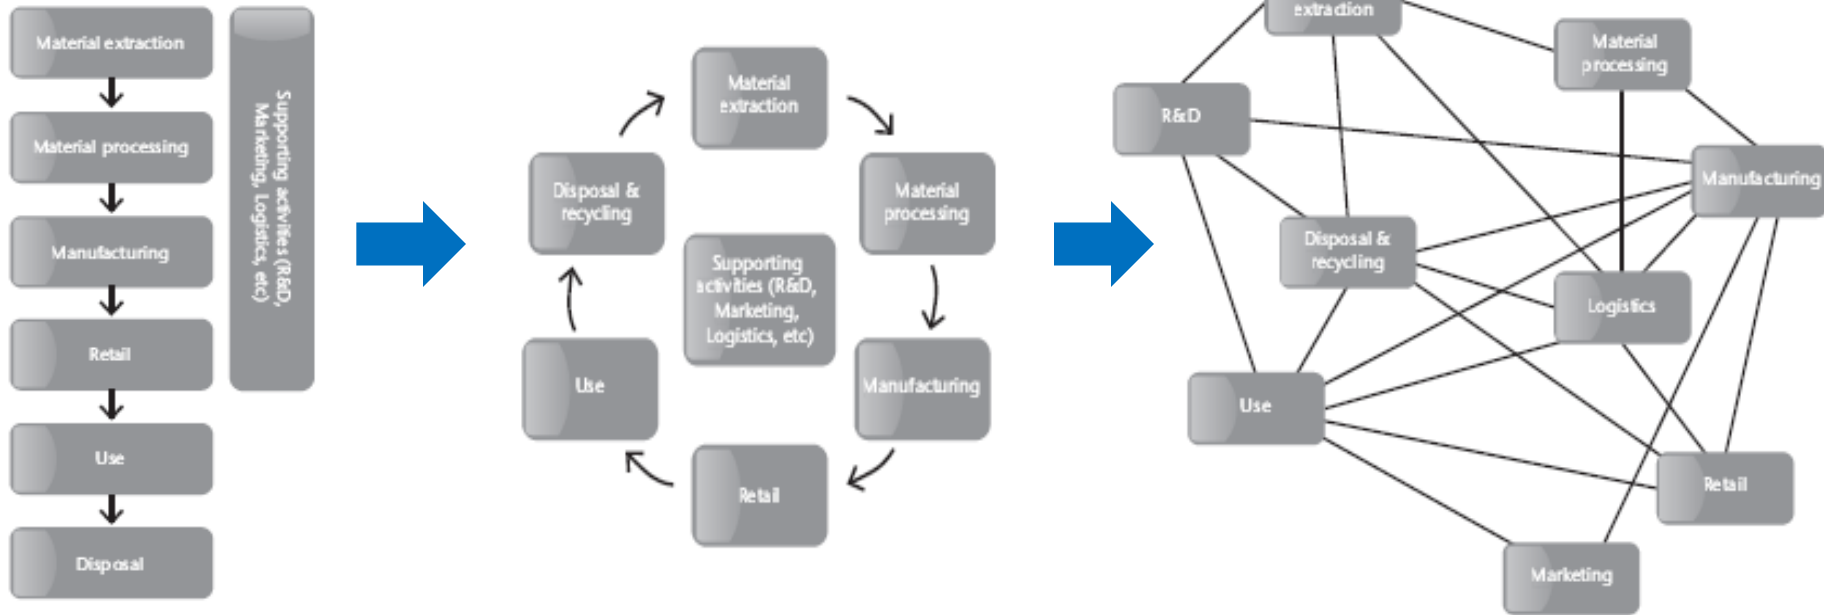 Material extraction
Material processing
Manufacturing
Retail
Use
Disposal
Supporting activities (R&D,
Marketing, Logistics, etc)
Material
extraction
Material
processing
Manufacturing
Retail
Use
Disposal &
recycling
Supporting
activities (R&D,
Marketing,
Logistics, etc)
extraction
Material
processing
R&D
Manufacturing
Disposal &
recycling
Logistics
Use
Retail
Marketing